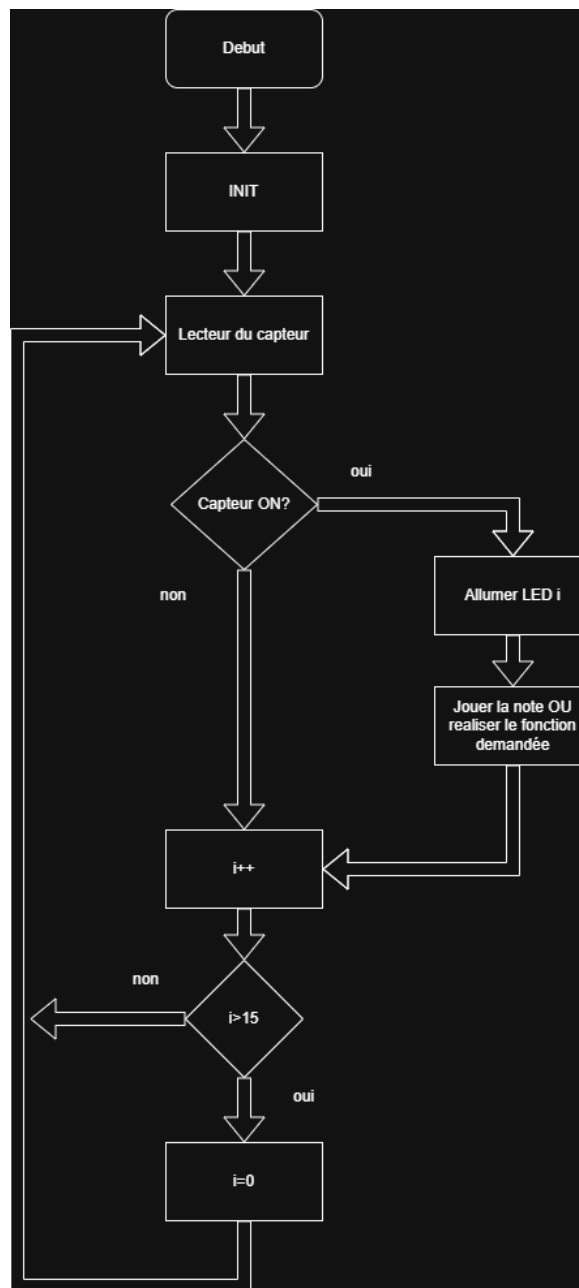 Debut
INIT
Lecteur du capteur
Capteur ON?
oui
non
Allumer LED i
Jouer la note OU
realiser le fonction
demandée
i++
i>15
non
oui
i=0